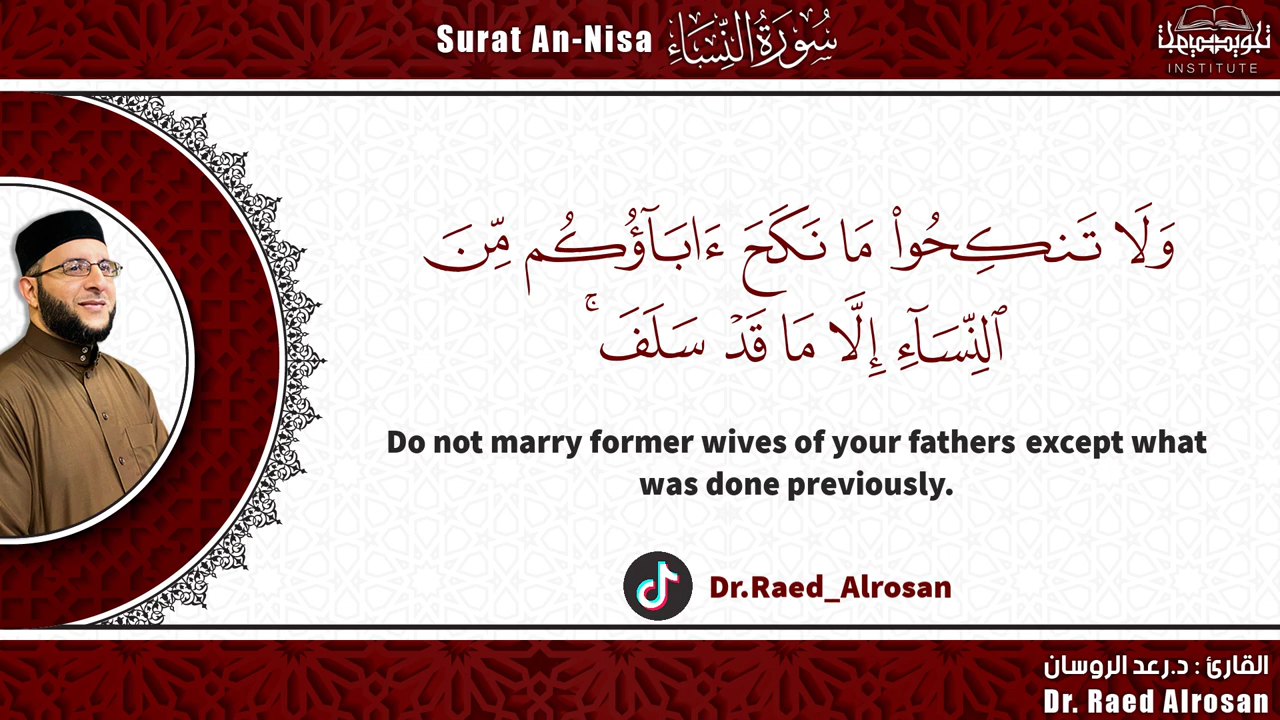 Surat An-Nisa سُورَةُ النِّسَاءِ
INSTITUTE
وَلَا تَنكِحُوا۟ مَا نَكَحَ ءَابَآؤُكُم مِّنَ
ٱلنِّسَآءِ إِلَّا مَا قَدْ سَلَفَ ۚ
Do not marry former wives of your fathers except what
was done previously.
Dr.Raed_Alrosan
القارئ : د.رعد الروسان
Dr. Raed Alrosan